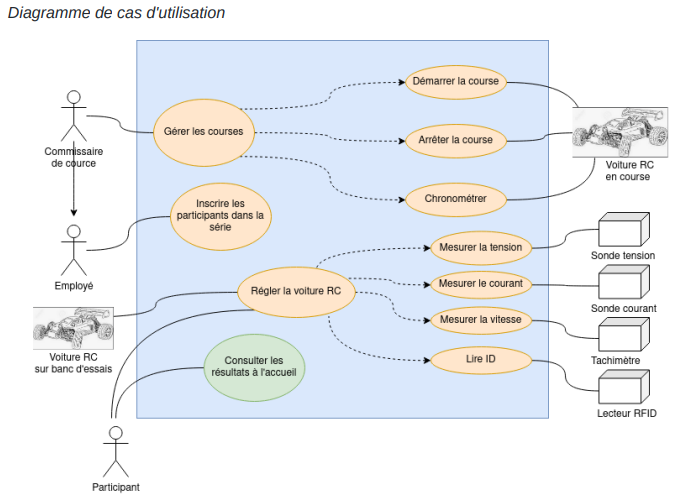 Diagramme de cas d'utilisation
Démarrer la course
Commissaire
de cource
Gérer les courses
Arrêter la course
Voiture RC
en course
Chronométrer
Inscrire les
participants dans la
série
Employé
Mesurer la tension
Sonde tension
Régler la voiture RC
Mesurer le courant
Sonde courant
Mesurer la vitesse
Tachimètre
Voiture RC
sur banc d'essais
Consulter les
résultats à l'accueil
Lire ID
Lecteur RFID
Participant